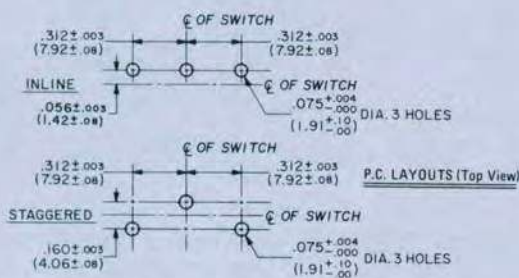 ℄ OF SWITCH
.312±.003 .312±.003
(7.92±.08) (7.92±.08)
INLINE
℄ OF SWITCH
.056±.003
(1.42±.08)
.075+.004 -.000
(1.91+.10 -.00) DIA. 3 HOLES
℄ OF SWITCH
.312±.003 .312±.003
(7.92±.08) (7.92±.08)
P.C. LAYOUTS (Top View)
STAGGERED
℄ OF SWITCH
.160±.003
(4.06±.08)
.075+.004 -.000
(1.91+.10 -.00) DIA. 3 HOLES